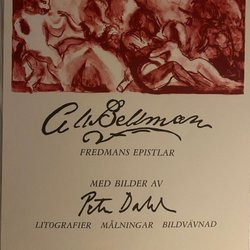 C M Bellman
FREDMANS EPISTLAR
MED BILDER AV
Peter Dahl
LITOGRAFIER MÅLNINGAR BILDVÄVNAD